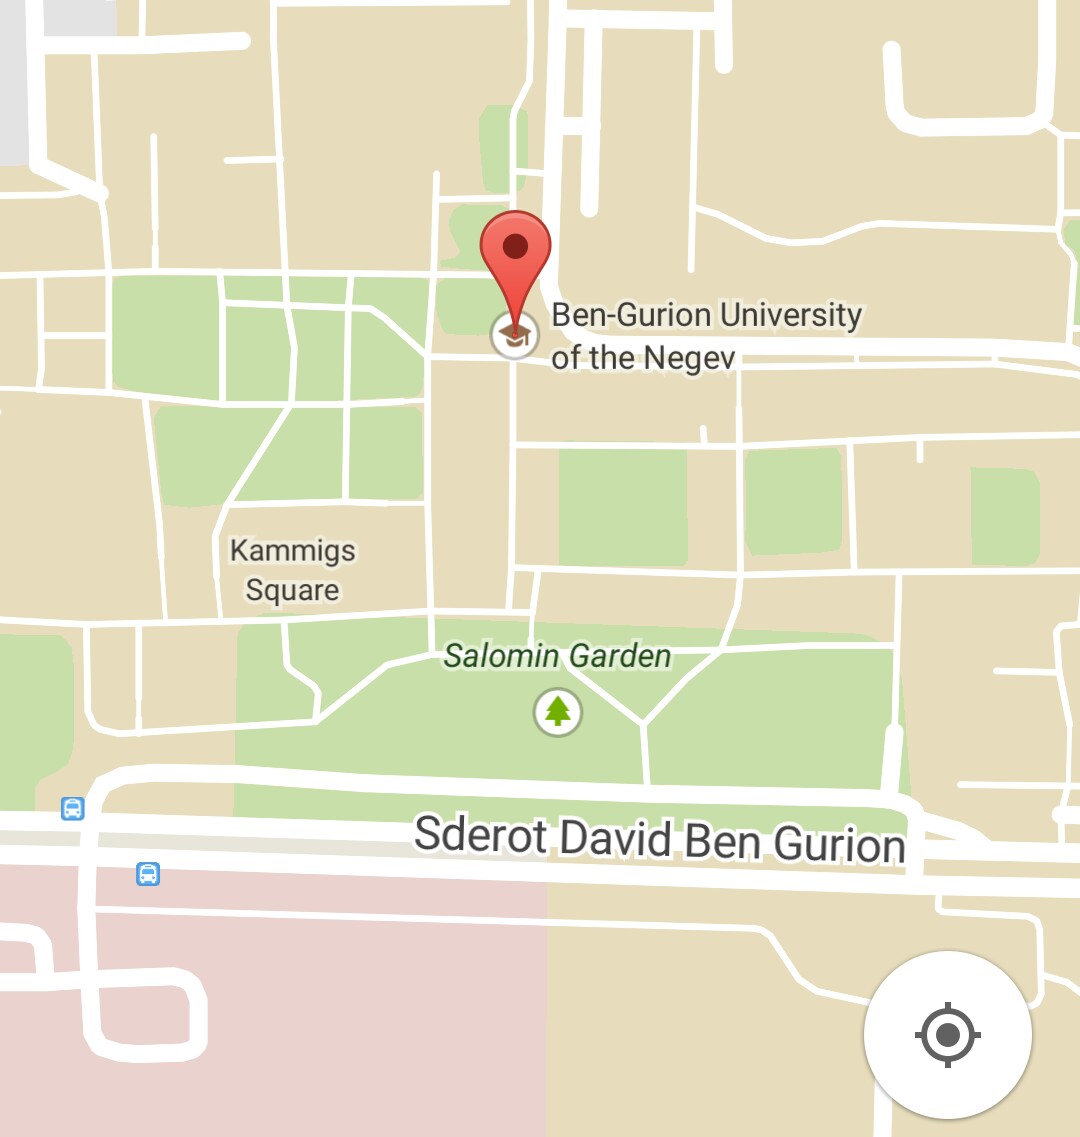 Ben-Gurion University
of the Negev
Kammigs
Square
Salomin Garden
Sderot David Ben Gurion